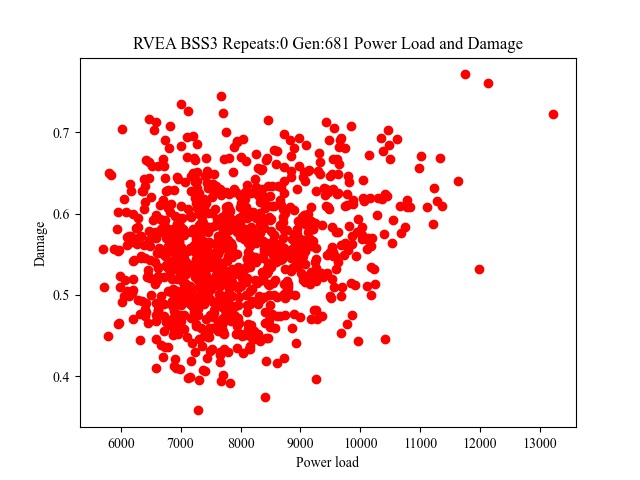 RVEA BSS3 Repeats:0 Gen:681 Power Load and Damage
0.7
0.6
Damage
0.5
0.4
6000 7000 8000 9000 10000 11000 12000 13000
Power load